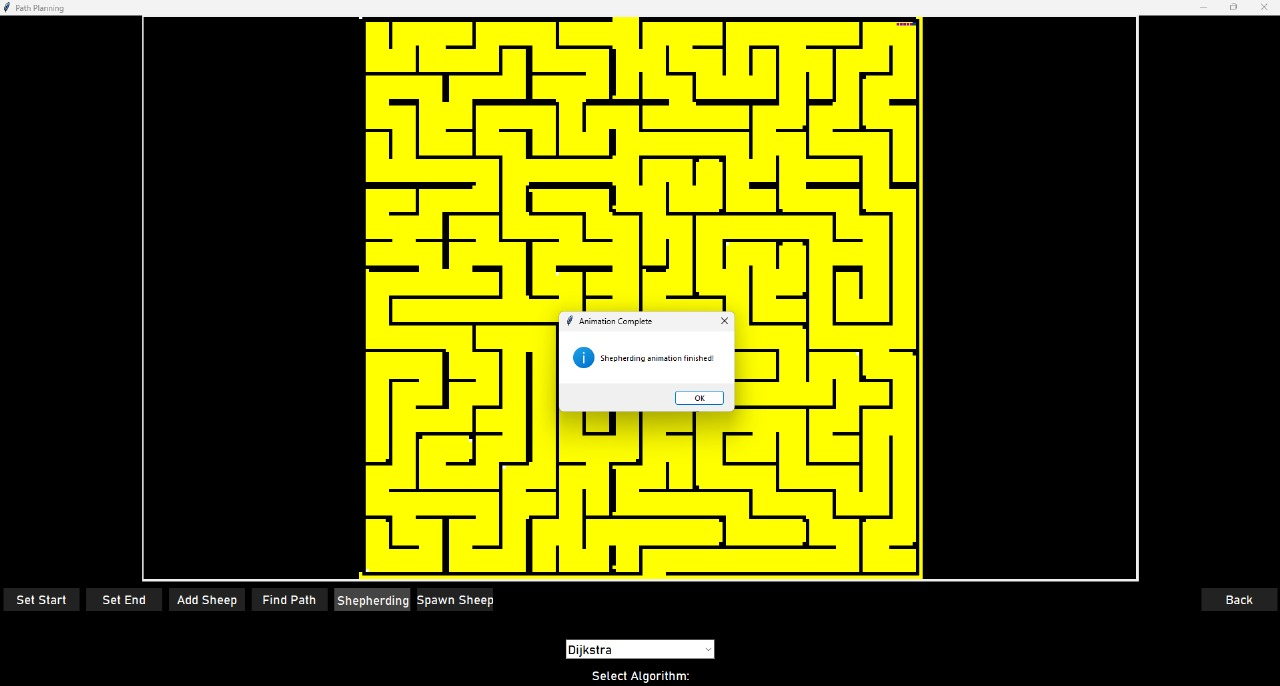 Path Planning
Animation Complete
Shepherding animation finished!
OK
Set Start
Set End
Add Sheep
Find Path
Shepherding
Spawn Sheep
Back
Dijkstra
Select Algorithm: